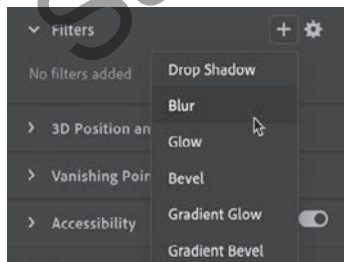 Filters
No filters added
Drop Shadow
Blur
3D Position an
Glow
Vanishing Poin
Bevel
Accessibility
Gradient Glow
Gradient Bevel